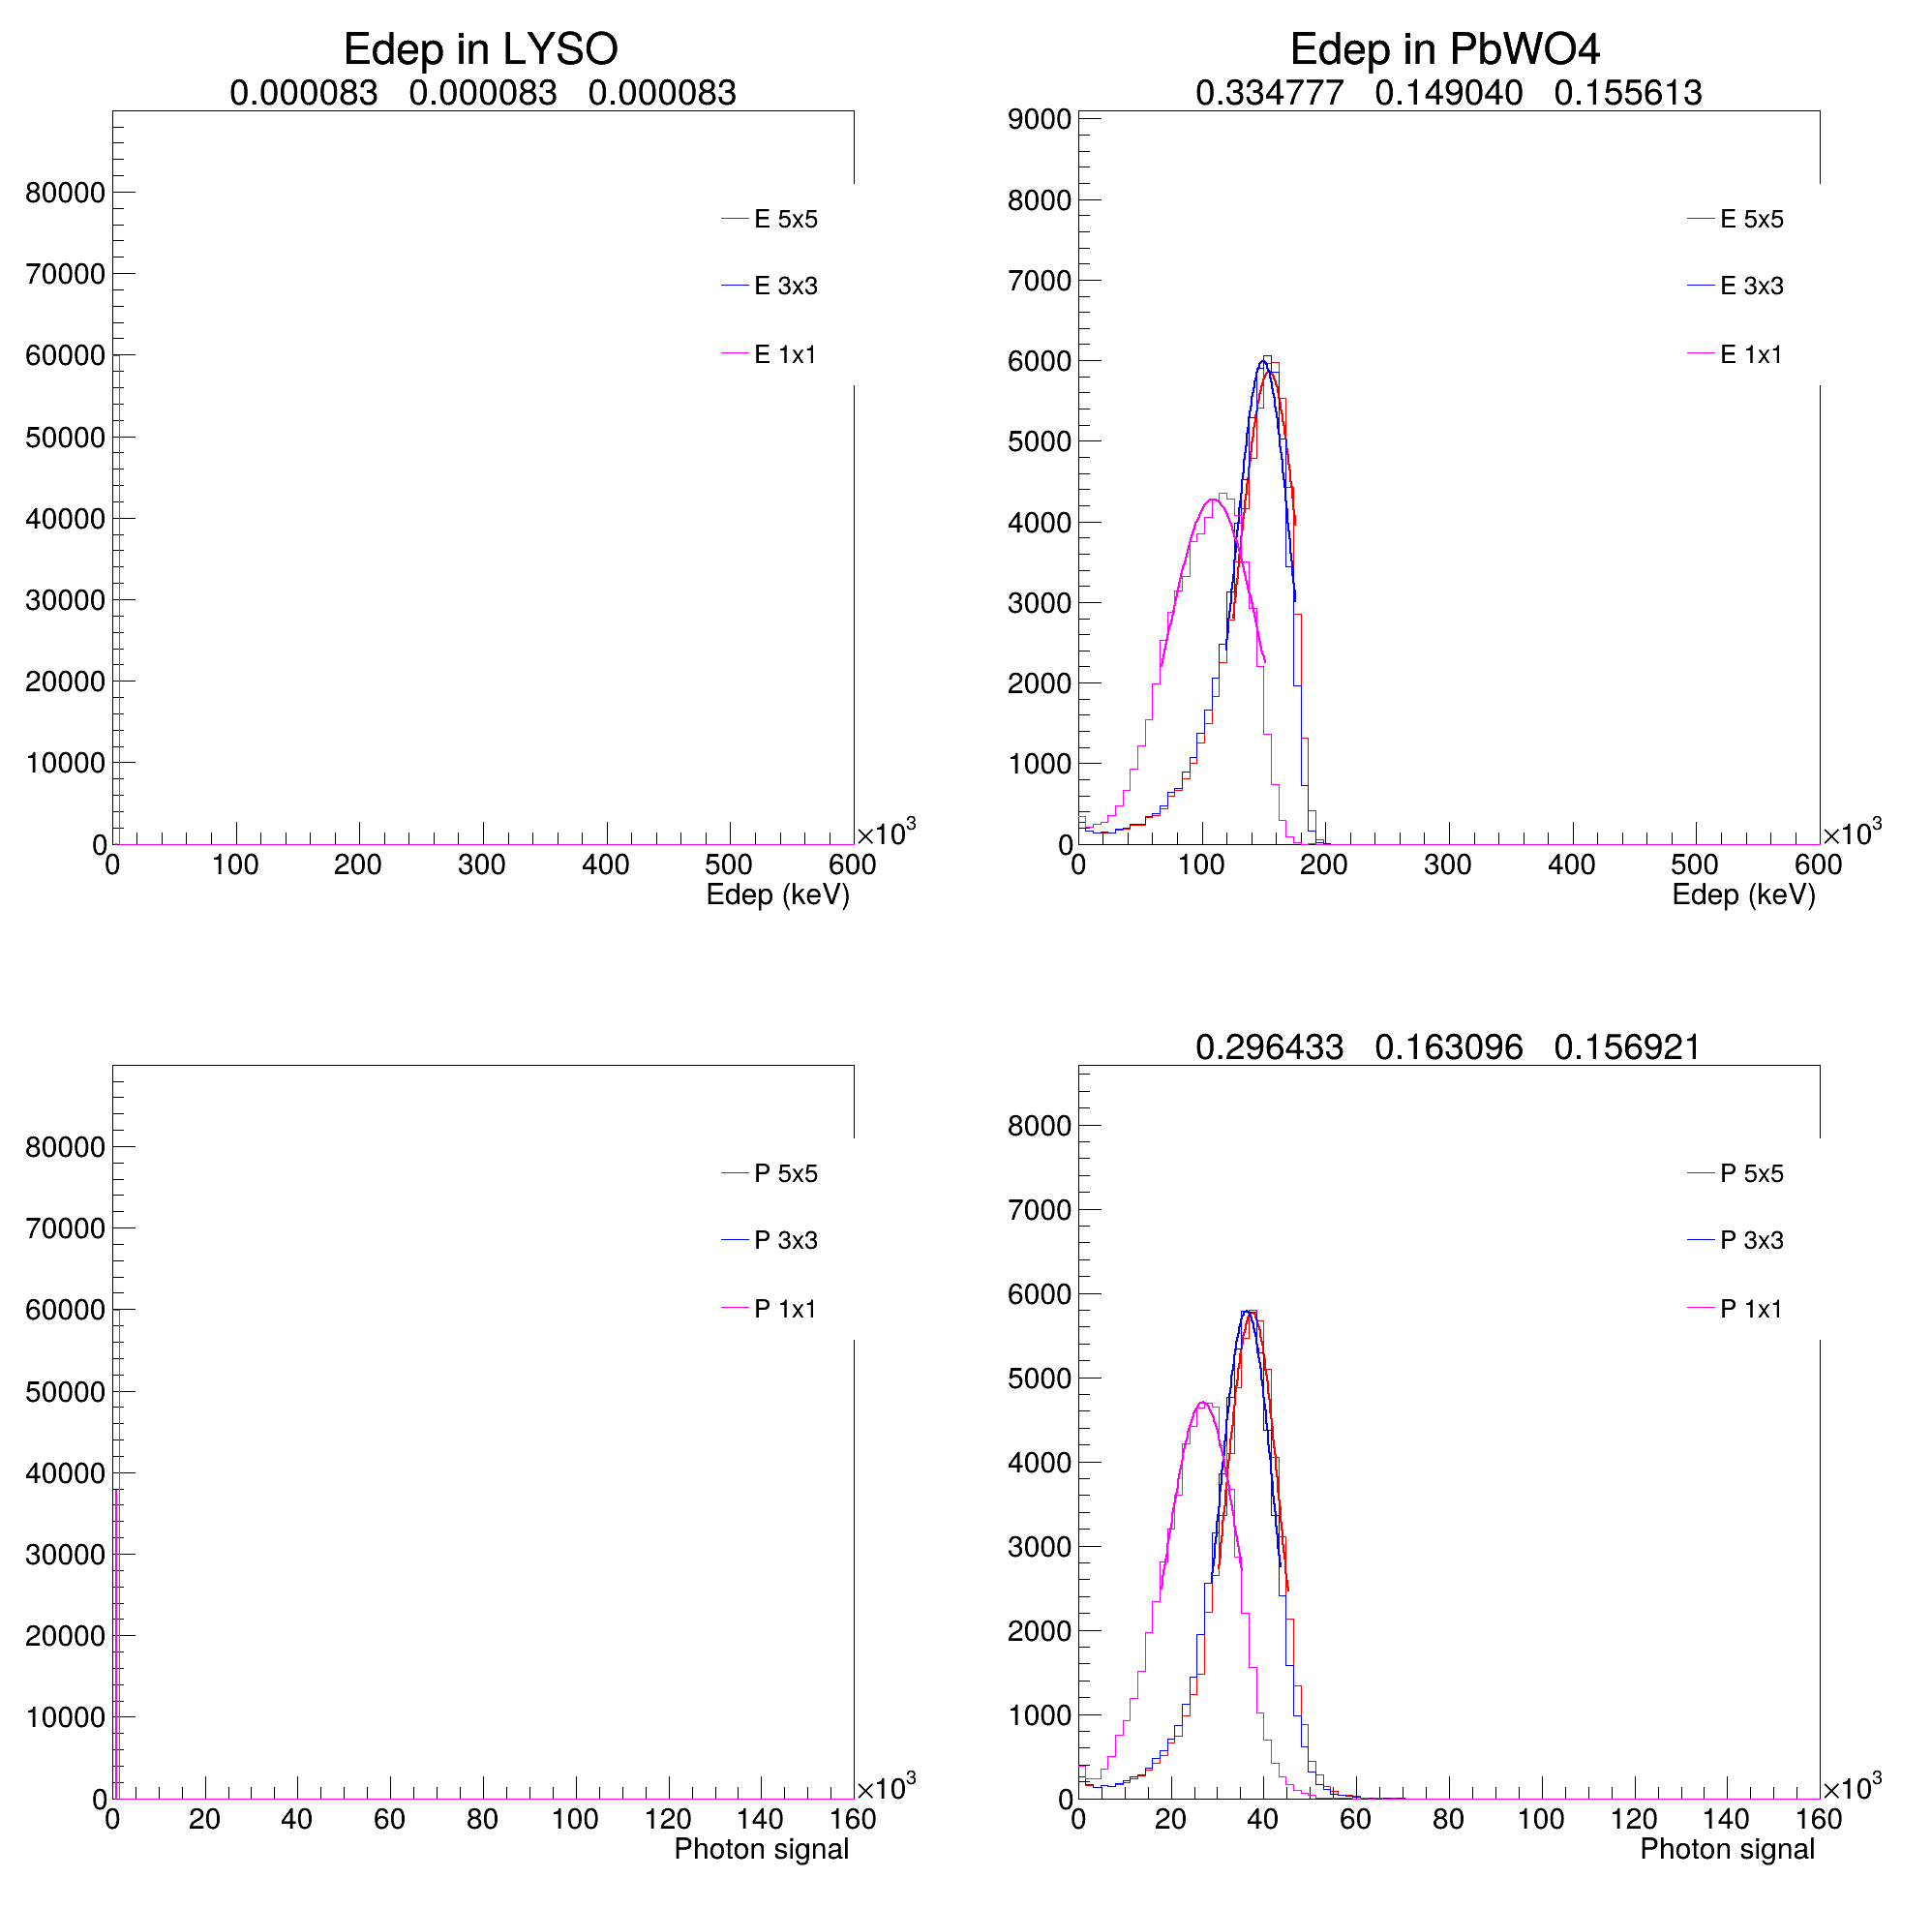 Edep in LYSO
0.000083 0.000083 0.000083
80000
70000
60000
50000
40000
30000
20000
10000
0
E 5x5
E 3x3
E 1x1
0 100 200 300 400 500 600
×10³
Edep (keV)
Edep in PbWO4
0.334777 0.149040 0.155613
9000
8000
7000
6000
5000
4000
3000
2000
1000
0
E 5x5
E 3x3
E 1x1
0 100 200 300 400 500 600
×10³
Edep (keV)
80000
70000
60000
50000
40000
30000
20000
10000
0
P 5x5
P 3x3
P 1x1
0 20 40 60 80 100 120 140 160
×10³
Photon signal
0.296433 0.163096 0.156921
8000
7000
6000
5000
4000
3000
2000
1000
0
P 5x5
P 3x3
P 1x1
0 20 40 60 80 100 120 140 160
×10³
Photon signal